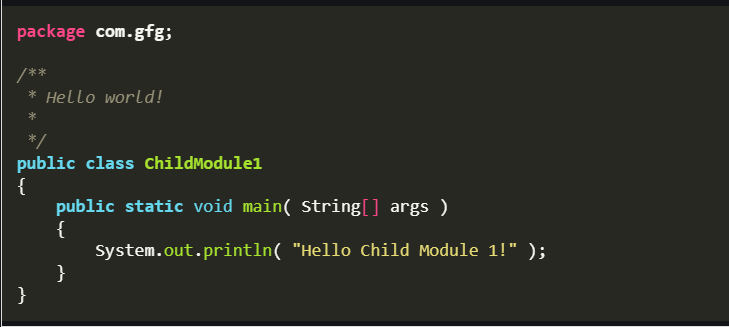 package com.gfg;
/**
 * Hello world!
 *
 */
public class ChildModule1
{
    public static void main( String[] args )
    {
        System.out.println( "Hello Child Module 1!" );
    }
}